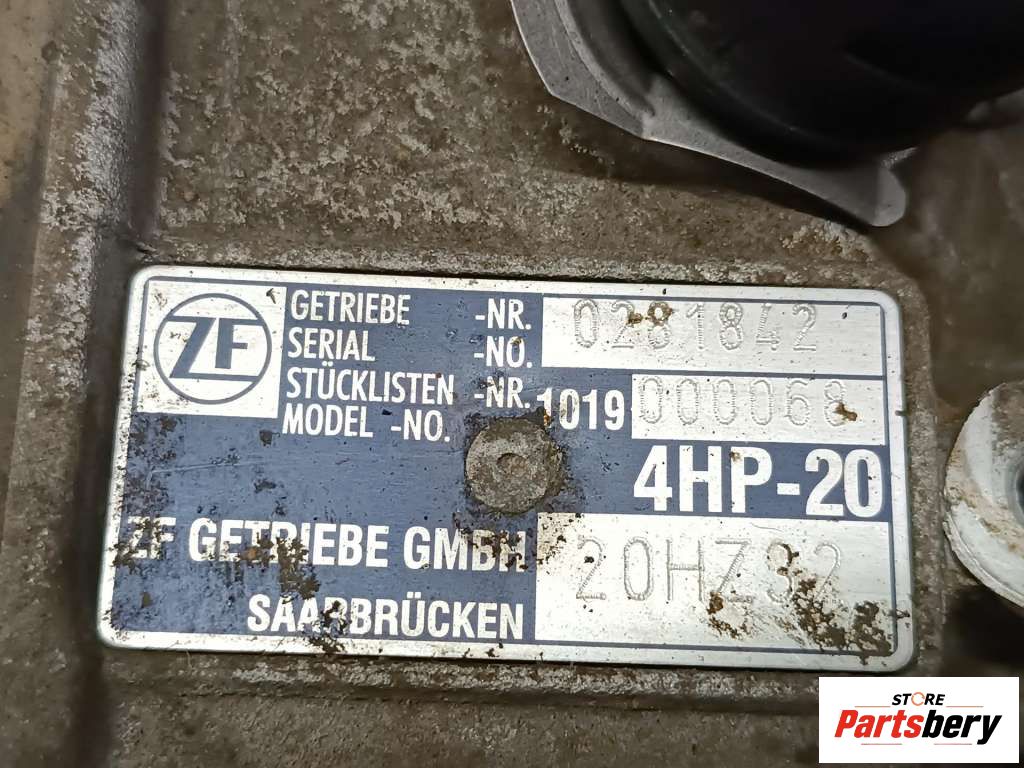 ZF
GETRIEBE -NR. 0281842
SERIAL -NO.
STÜCKLISTEN -NR. 1019 000068
MODEL -NO.
4HP-20
ZF GETRIEBE GMBH 20HZ32
SAARBRÜCKEN
STORE
Partsbery